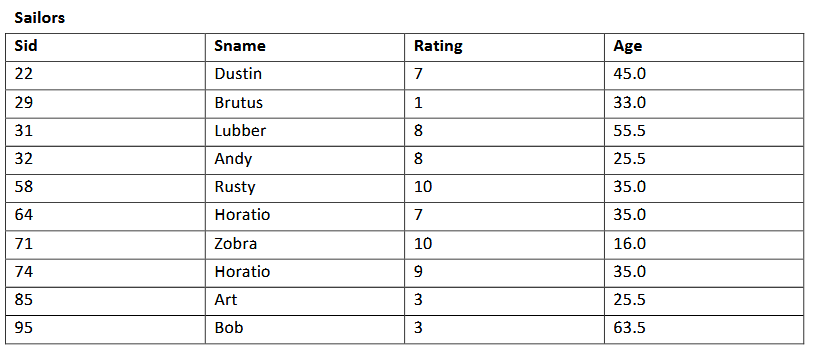 Sailors
Sid Sname Rating Age
22 Dustin 7 45.0
29 Brutus 1 33.0
31 Lubber 8 55.5
32 Andy 8 25.5
58 Rusty 10 35.0
64 Horatio 7 35.0
71 Zobra 10 16.0
74 Horatio 9 35.0
85 Art 3 25.5
95 Bob 3 63.5